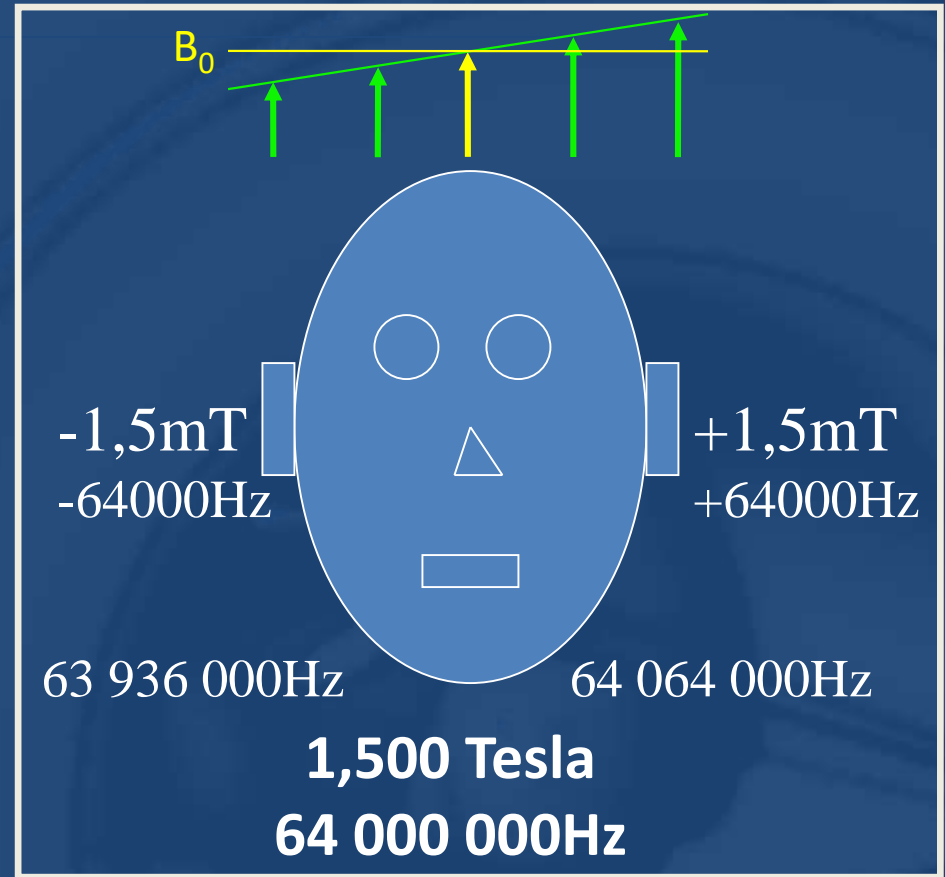 B₀
-1,5mT
-64000Hz
+1,5mT
+64000Hz
63 936 000Hz
64 064 000Hz
1,500 Tesla
64 000 000Hz